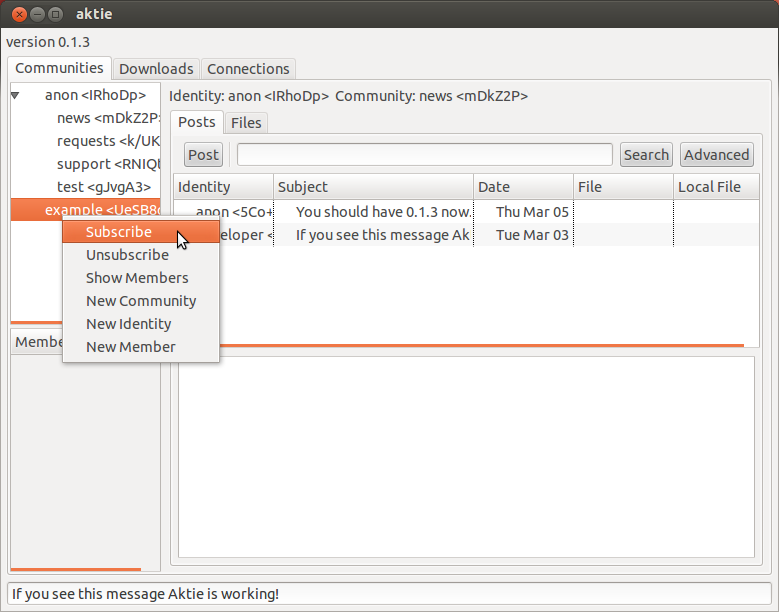 aktie
version 0.1.3
Communities Downloads Connections
anon <IRhoDp>
news <mDkZ2P>
requests <k/UK
support <RNIQ
test <gJvgA3>
example <UeSB8
Subscribe
Unsubscribe
Show Members
New Community
New Identity
New Member
Membe
Identity: anon <IRhoDp> Community: news <mDkZ2P>
Posts Files
Post Search Advanced
Identity Subject Date File Local File
anon <5Co+ You should have 0.1.3 now. Thu Mar 05
eloper < If you see this message Ak Tue Mar 03
If you see this message Aktie is working!